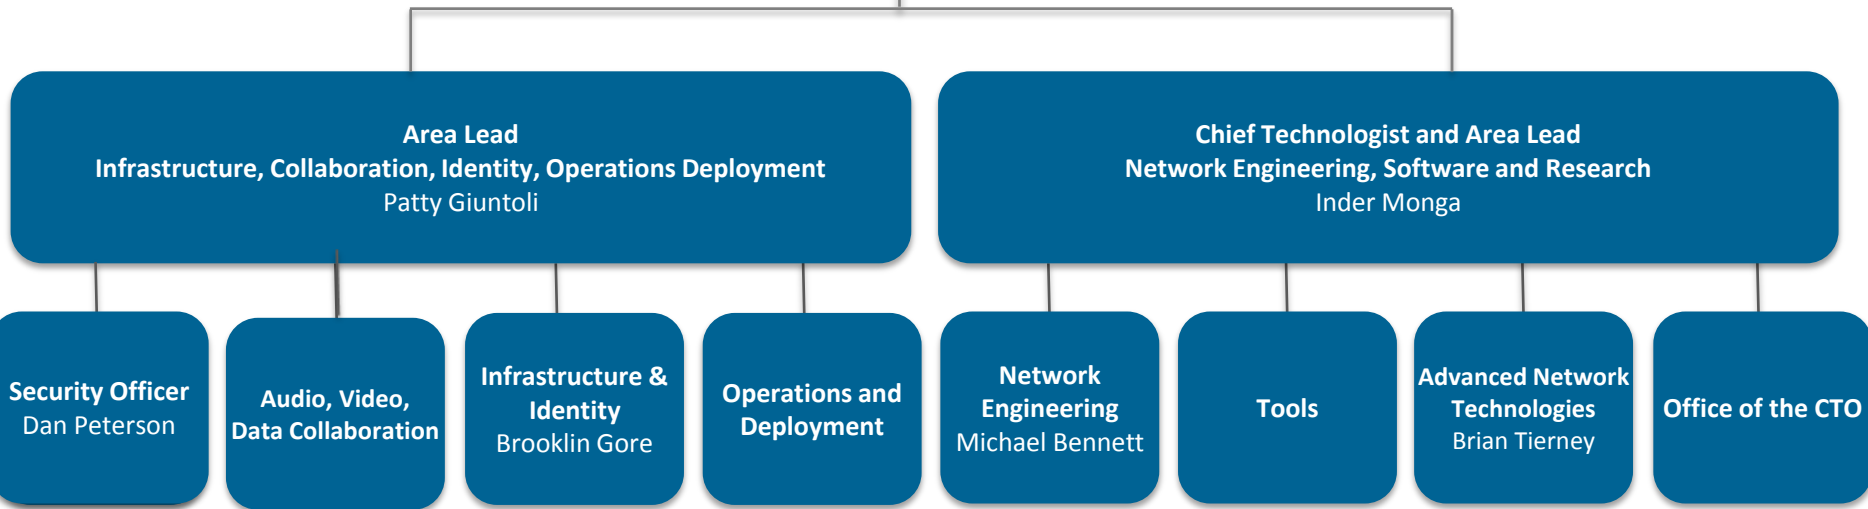 Area Lead
Infrastructure, Collaboration, Identity, Operations Deployment
Patty Giuntoli
Chief Technologist and Area Lead
Network Engineering, Software and Research
Inder Monga
Security Officer
Dan Peterson
Audio, Video,
Data Collaboration
Infrastructure &
Identity
Brooklin Gore
Operations and
Deployment
Network
Engineering
Michael Bennett
Tools
Advanced Network
Technologies
Brian Tierney
Office of the CTO